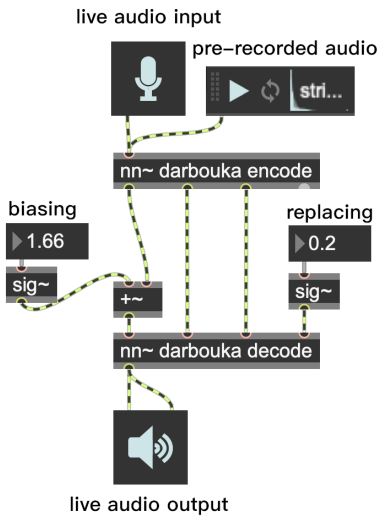 live audio input
pre-recorded audio
stri...
nn~ darbouka encode
biasing
replacing
1.66
0.2
sig~
sig~
+~
nn~ darbouka decode
live audio output